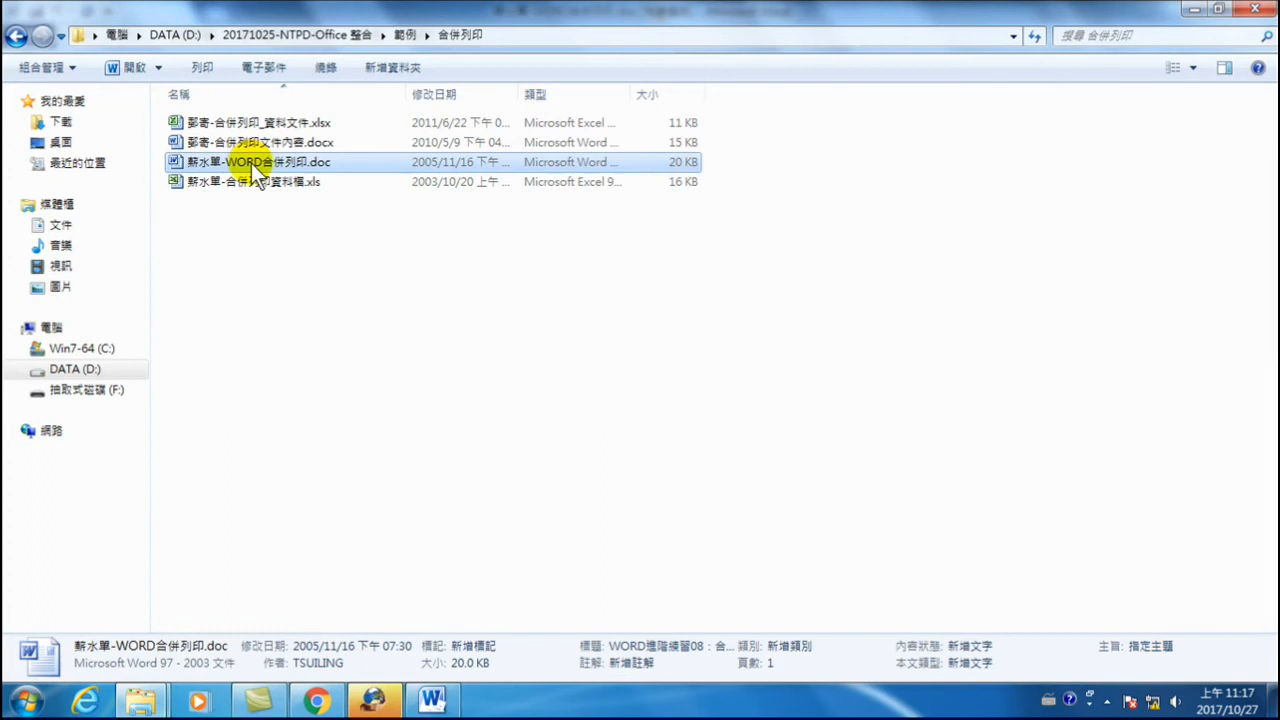 電腦 DATA (D:) 20171025-NTPD-Office 整合 範例 合併列印 搜尋 合併列印
組合管理 開啟 列印 電子郵件 燒錄 新增資料夾
名稱 修改日期 類型 大小
我的最愛
下載
桌面
最近的位置
媒體櫃
文件
音樂
視訊
圖片
電腦
Win7-64 (C:)
DATA (D:)
抽取式磁碟 (F:)
網路
郵寄-合併列印_資料文件.xlsx 2011/6/22 下午 0... Microsoft Excel ... 11 KB
郵寄-合併列印文件內容.docx 2010/5/9 下午 04... Microsoft Word ... 15 KB
薪水單-WORD合併列印.doc 2005/11/16 下午 ... Microsoft Word ... 20 KB
薪水單-合併列印資料檔.xls 2003/10/20 上午 ... Microsoft Excel 9... 16 KB
薪水單-WORD合併列印.doc 修改日期: 2005/11/16 下午 07:30 標記: 新增標記 標題: WORD進階練習08：合... 類別: 新增類別 內容狀態: 新增文字 主旨: 指定主題
Microsoft Word 97 - 2003 文件 作者: TSUILING 大小: 20.0 KB 註解: 新增註解 頁數: 1 本文類型: 新增文字
上午 11:17
2017/10/27